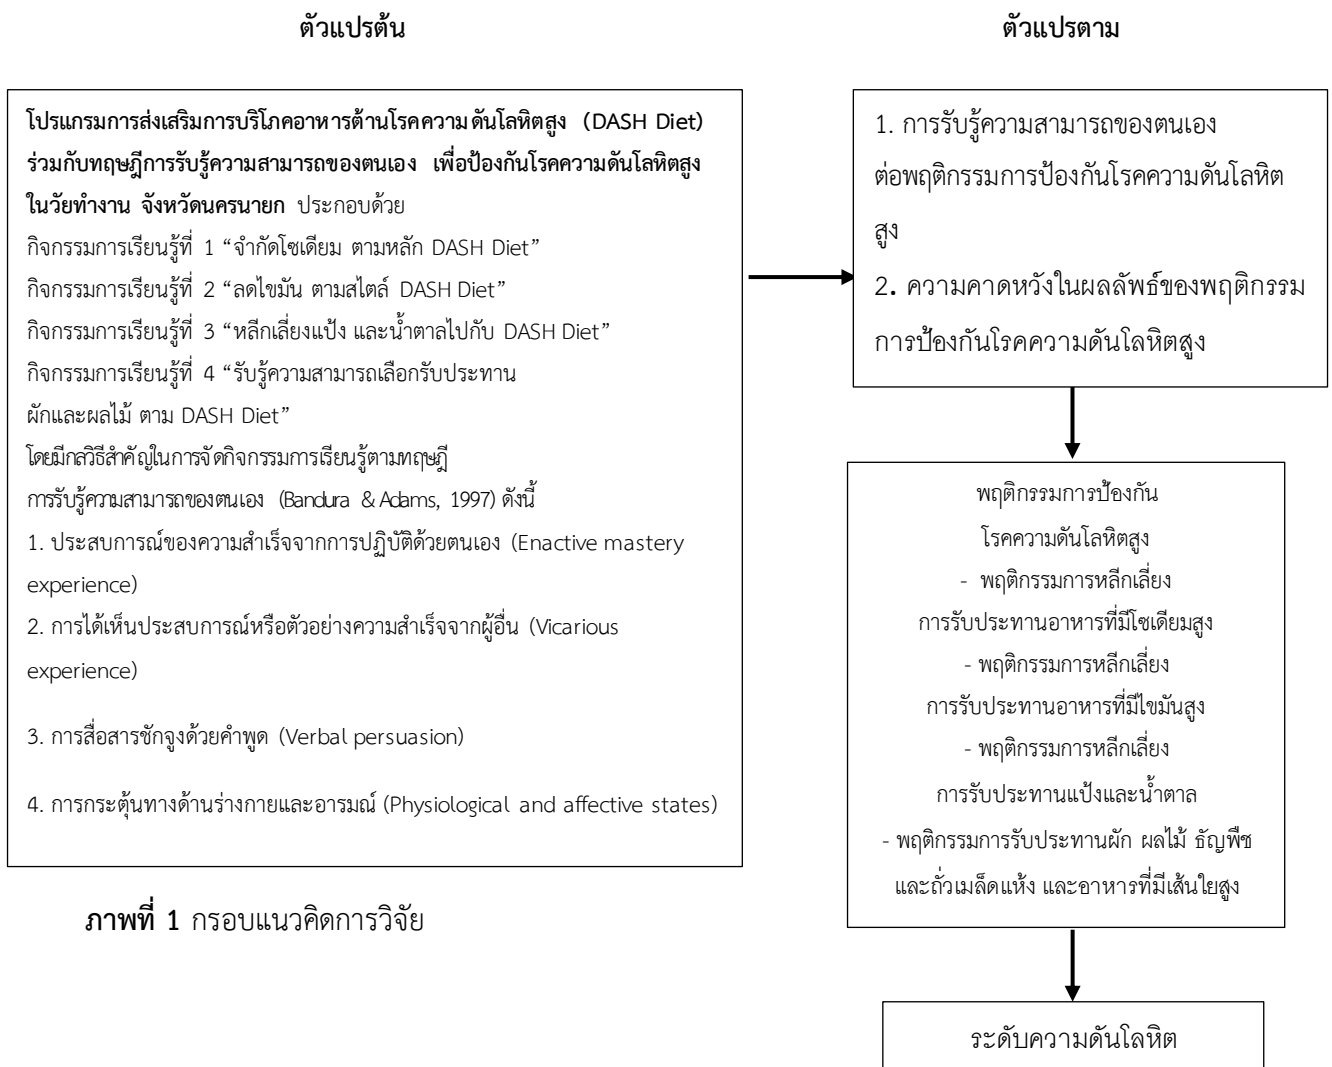 ตัวแปรต้น
ตัวแปรตาม
โปรแกรมการส่งเสริมการบริโภคอาหารต้านโรคความดันโลหิตสูง (DASH Diet)
ร่วมกับทฤษฎีการรับรู้ความสามารถของตนเอง เพื่อป้องกันโรคความดันโลหิตสูง
ในวัยทำงาน จังหวัดนครนายก ประกอบด้วย
กิจกรรมการเรียนรู้ที่ 1 “จำกัดโซเดียม ตามหลัก DASH Diet”
กิจกรรมการเรียนรู้ที่ 2 “ลดไขมัน ตามสไตล์ DASH Diet”
กิจกรรมการเรียนรู้ที่ 3 “หลีกเลี่ยงแป้ง และน้ำตาลไปกับ DASH Diet”
กิจกรรมการเรียนรู้ที่ 4 “รับรู้ความสามารถเลือกรับประทาน
ผักและผลไม้ ตาม DASH Diet”
โดยมีกลวิธีสำคัญในการจัดกิจกรรมการเรียนรู้ตามทฤษฎี
การรับรู้ความสามารถของตนเอง (Bandura & Adams, 1997) ดังนี้
1. ประสบการณ์ของความสำเร็จจากการปฏิบัติด้วยตนเอง (Enactive mastery
experience)
2. การได้เห็นประสบการณ์หรือตัวอย่างความสำเร็จจากผู้อื่น (Vicarious
experience)
3. การสื่อสารชักจูงด้วยคำพูด (Verbal persuasion)
4. การกระตุ้นทางด้านร่างกายและอารมณ์ (Physiological and affective states)
1. การรับรู้ความสามารถของตนเอง
ต่อพฤติกรรมการป้องกันโรคความดันโลหิต
สูง
2. ความคาดหวังในผลลัพธ์ของพฤติกรรม
การป้องกันโรคความดันโลหิตสูง
พฤติกรรมการป้องกัน
โรคความดันโลหิตสูง
- พฤติกรรมการหลีกเลี่ยง
การรับประทานอาหารที่มีโซเดียมสูง
- พฤติกรรมการหลีกเลี่ยง
การรับประทานอาหารที่มีไขมันสูง
- พฤติกรรมการหลีกเลี่ยง
การรับประทานแป้งและน้ำตาล
- พฤติกรรมการรับประทานผัก ผลไม้ ธัญพืช
และถั่วเมล็ดแห้ง และอาหารที่มีเส้นใยสูง
ระดับความดันโลหิต
ภาพที่ 1 กรอบแนวคิดการวิจัย